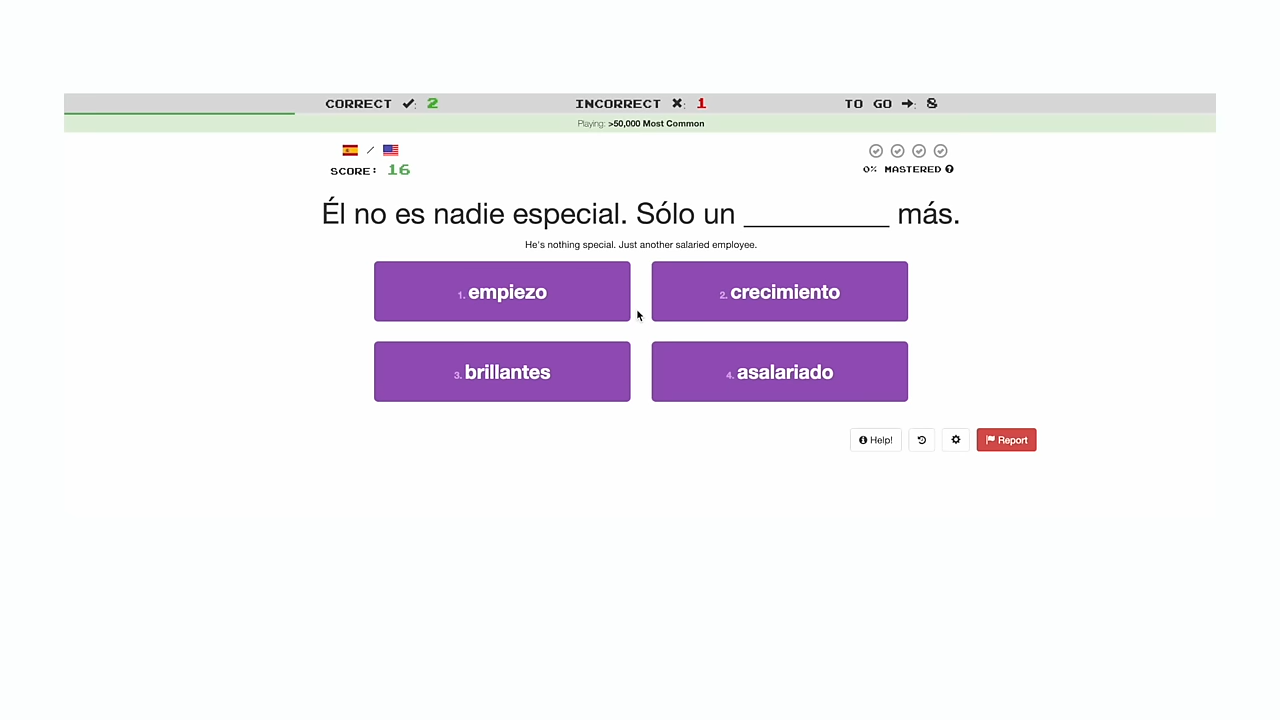 CORRECT ✔: 2 INCORRECT ✖: 1 TO GO ➔: 8
Playing: >50,000 Most Common
/
SCORE: 16
0% MASTERED ?
Él no es nadie especial. Sólo un __________ más.
He's nothing special. Just another salaried employee.
1. empiezo 2. crecimiento
3. brillantes 4. asalariado
Help! Report